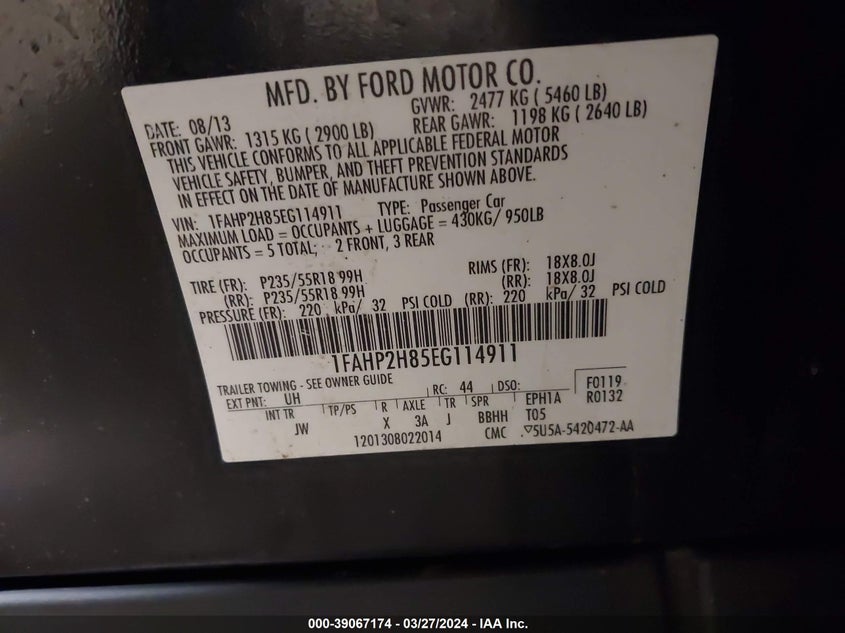 MFD. BY FORD MOTOR CO.
DATE: 08/13 GVWR: 2477 KG ( 5460 LB)
FRONT GAWR: 1315 KG ( 2900 LB) REAR GAWR: 1198 KG ( 2640 LB)
THIS VEHICLE CONFORMS TO ALL APPLICABLE FEDERAL MOTOR
VEHICLE SAFETY, BUMPER, AND THEFT PREVENTION STANDARDS
IN EFFECT ON THE DATE OF MANUFACTURE SHOWN ABOVE.
VIN: 1FAHP2H85EG114911 TYPE: Passenger Car
MAXIMUM LOAD = OCCUPANTS + LUGGAGE = 430KG/ 950LB
OCCUPANTS = 5 TOTAL; 2 FRONT, 3 REAR
TIRE (FR): P235/55R18 99H RIMS (FR): 18X8.0J
(RR): P235/55R18 99H (RR): 18X8.0J
PRESSURE (FR): 220 kPa/ 32 PSI COLD (RR): 220 kPa/ 32 PSI COLD
1FAHP2H85EG114911
TRAILER TOWING - SEE OWNER GUIDE
EXT PNT: UH RC: 44 DSO: F0119
INT TR TP/PS R AXLE TR SPR EPH1A R0132
JW X 3A J BBHH T05
1201308022014 CMC ▽5U5A-5420472-AA
000-39067174 — 03/27/2024 - IAA Inc.